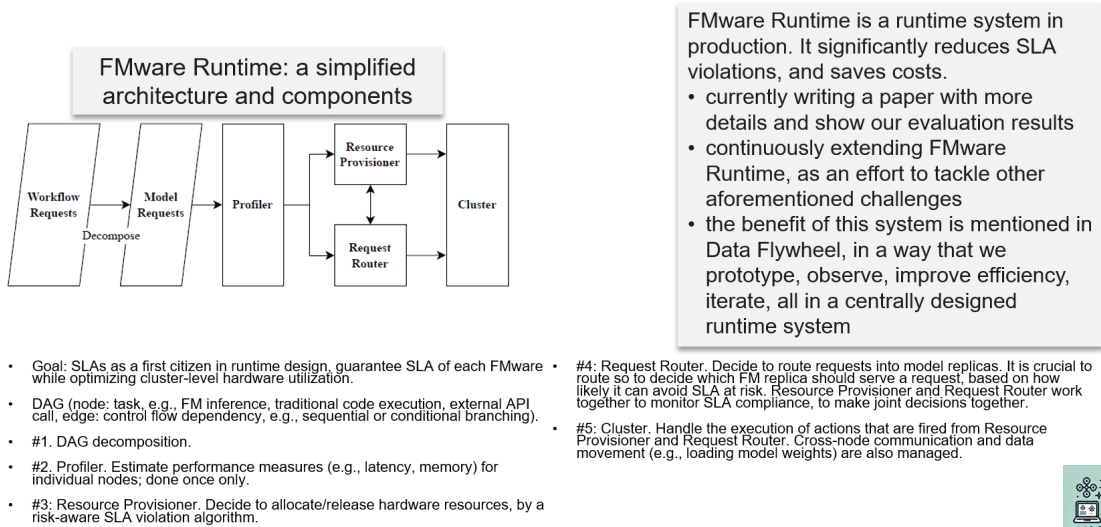 FMware Runtime: a simplified
architecture and components
Workflow
Requests
Decompose
Model
Requests
Profiler
Resource
Provisioner
Request
Router
Cluster
FMware Runtime is a runtime system in
production. It significantly reduces SLA
violations, and saves costs.
• currently writing a paper with more
details and show our evaluation results
• continuously extending FMware
Runtime, as an effort to tackle other
aforementioned challenges
• the benefit of this system is mentioned in
Data Flywheel, in a way that we
prototype, observe, improve efficiency,
iterate, all in a centrally designed
runtime system
• Goal: SLAs as a first citizen in runtime design, guarantee SLA of each FMware
while optimizing cluster-level hardware utilization.
• DAG (node: task, e.g., FM inference, traditional code execution, external API
call, edge: control flow dependency, e.g., sequential or conditional branching).
• #1. DAG decomposition.
• #2. Profiler. Estimate performance measures (e.g., latency, memory) for
individual nodes; done once only.
• #3: Resource Provisioner. Decide to allocate/release hardware resources, by a
risk-aware SLA violation algorithm.
• #4: Request Router. Decide to route requests into model replicas. It is crucial to
route so to decide which FM replica should serve a request, based on how
likely it can avoid SLA at risk. Resource Provisioner and Request Router work
together to monitor SLA compliance, to make joint decisions together.
• #5: Cluster. Handle the execution of actions that are fired from Resource
Provisioner and Request Router. Cross-node communication and data
movement (e.g., loading model weights) are also managed.